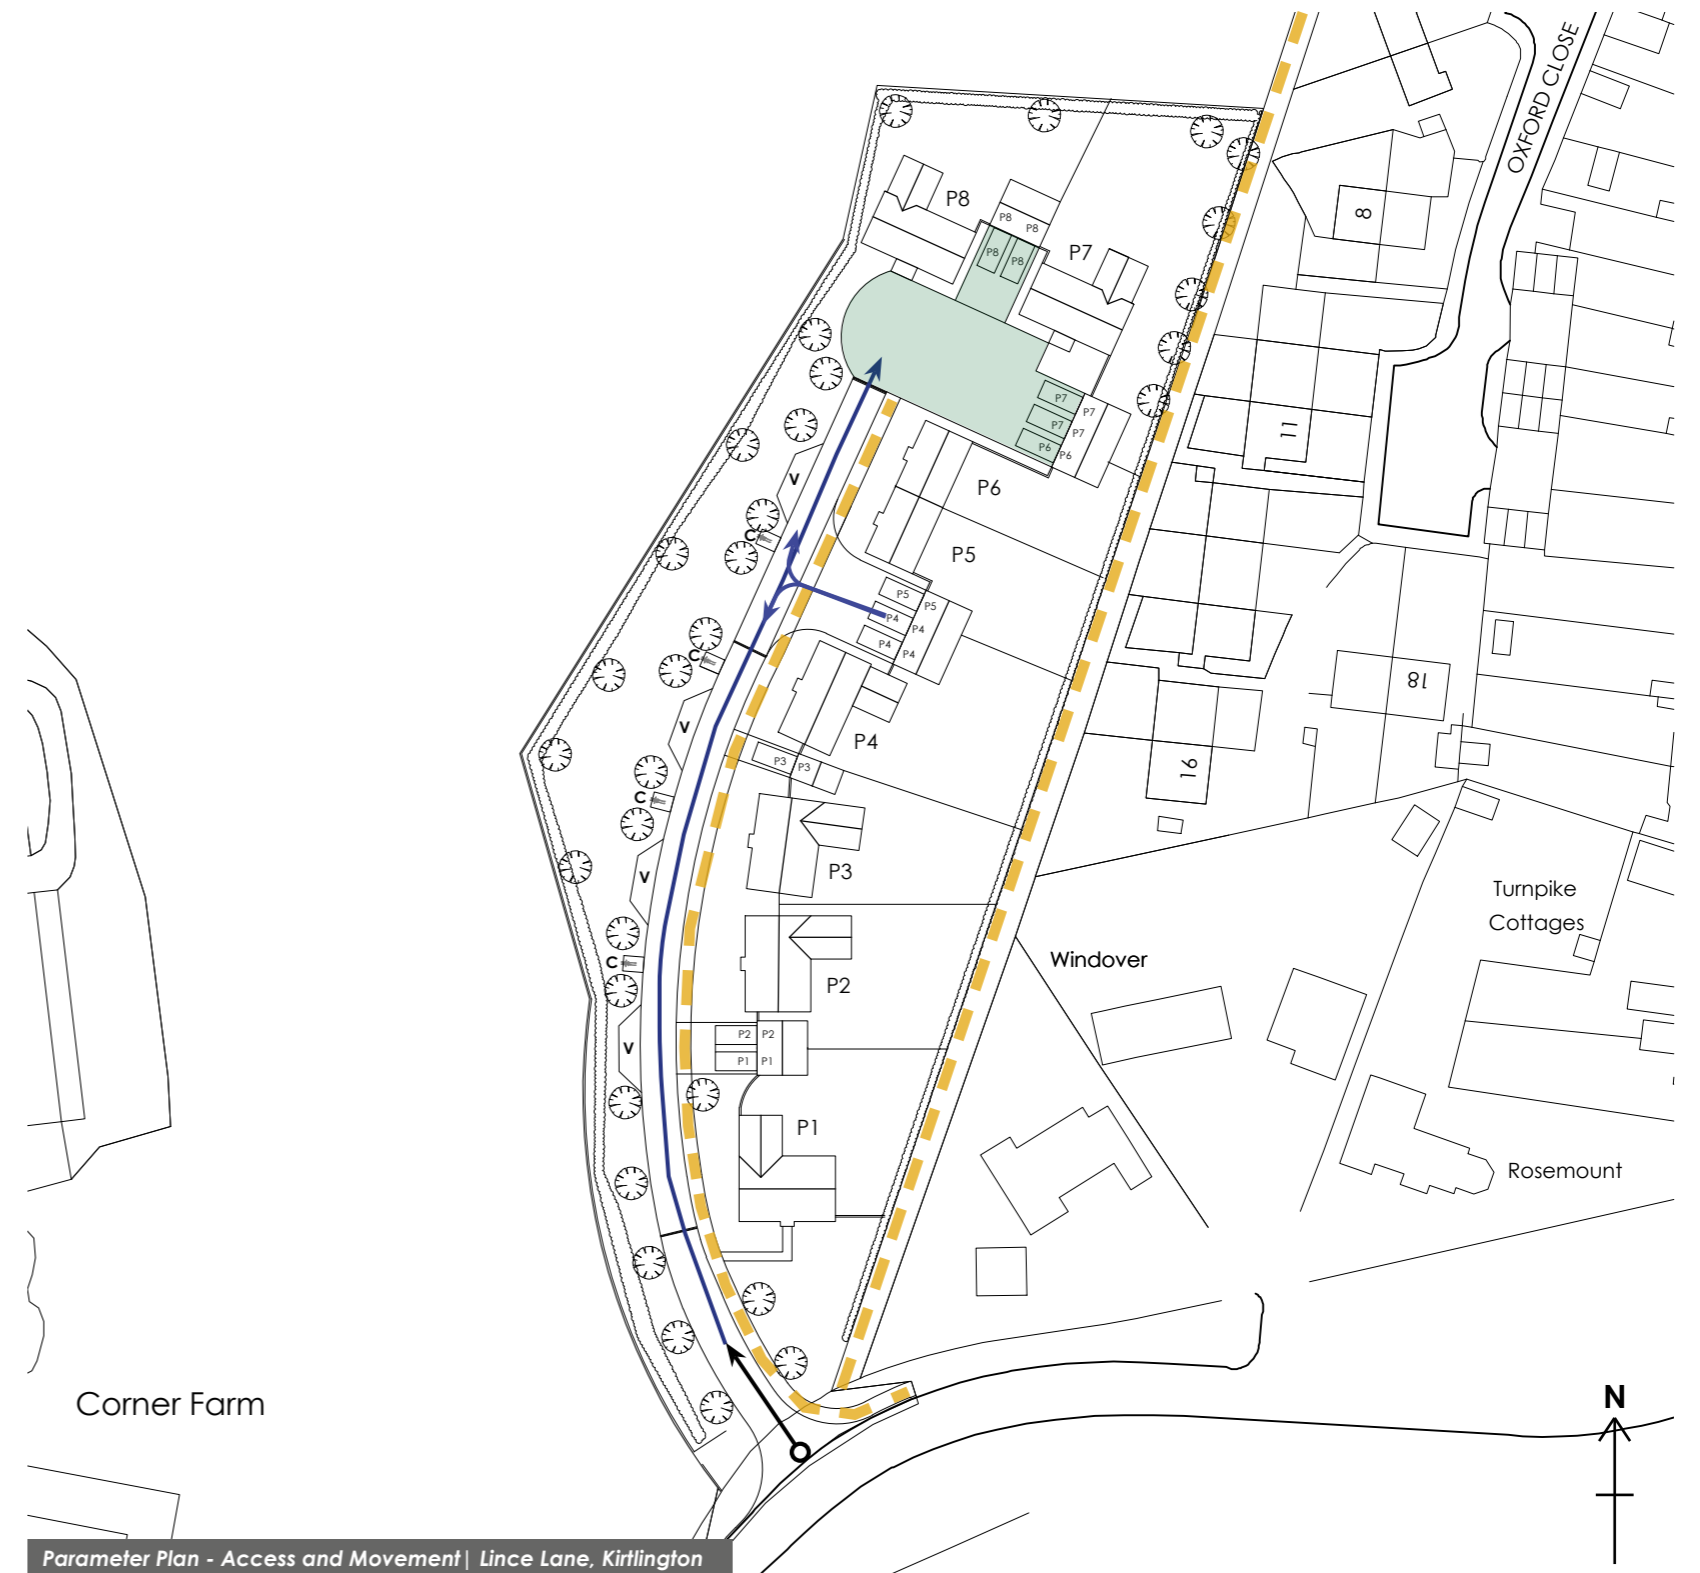 OXFORD CLOSE
P8
8
P8
P8
P7
P8
P8
P7
P7
P7
P7
P6
P6
11
V
P6
C
P5
P5
P5
P4
P4
P4
P4
C
18
V
P4
P3
P3
16
C
P3
V
Turnpike
Cottages
Windover
C
P2
P2
P2
V
P1
P1
P1
Rosemount
Corner Farm
N
Parameter Plan - Access and Movement| Lince Lane, Kirtlington